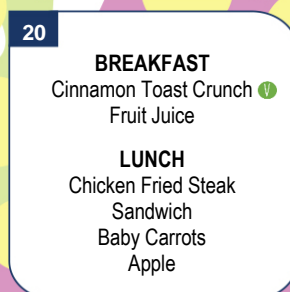 20
BREAKFAST
Cinnamon Toast Crunch V
Fruit Juice
LUNCH
Chicken Fried Steak
Sandwich
Baby Carrots
Apple